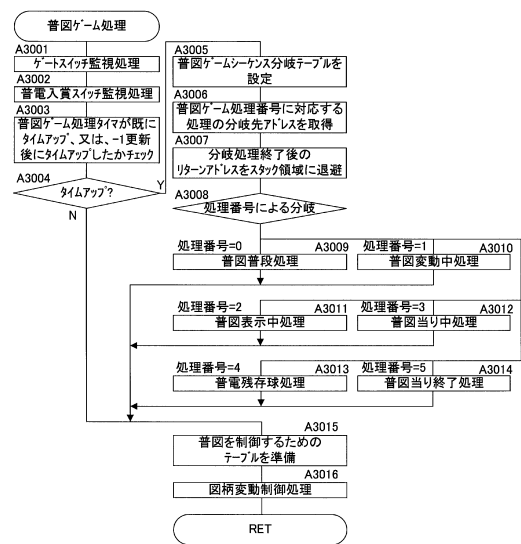 普図ゲーム処理
A3001
ゲートスイッチ監視処理
A3002
普電入賞スイッチ監視処理
A3003
普図ゲーム処理タイマが既に
タイムアップ、又は、-1更新
後にタイムアップしたかチェック
A3004
タイムアップ?
Y
N
A3005
普図ゲームシーケンス分岐テーブルを
設定
A3006
普図ゲーム処理番号に対応する
処理の分岐先アドレスを取得
A3007
分岐処理終了後の
リターンアドレスをスタック領域に退避
A3008
処理番号による分岐
処理番号=0 A3009
普図普段処理
処理番号=1 A3010
普図変動中処理
処理番号=2 A3011
普図表示中処理
処理番号=3 A3012
普図当り中処理
処理番号=4 A3013
普電残存球処理
処理番号=5 A3014
普図当り終了処理
A3015
普図を制御するための
テーブルを準備
A3016
図柄変動制御処理
RET